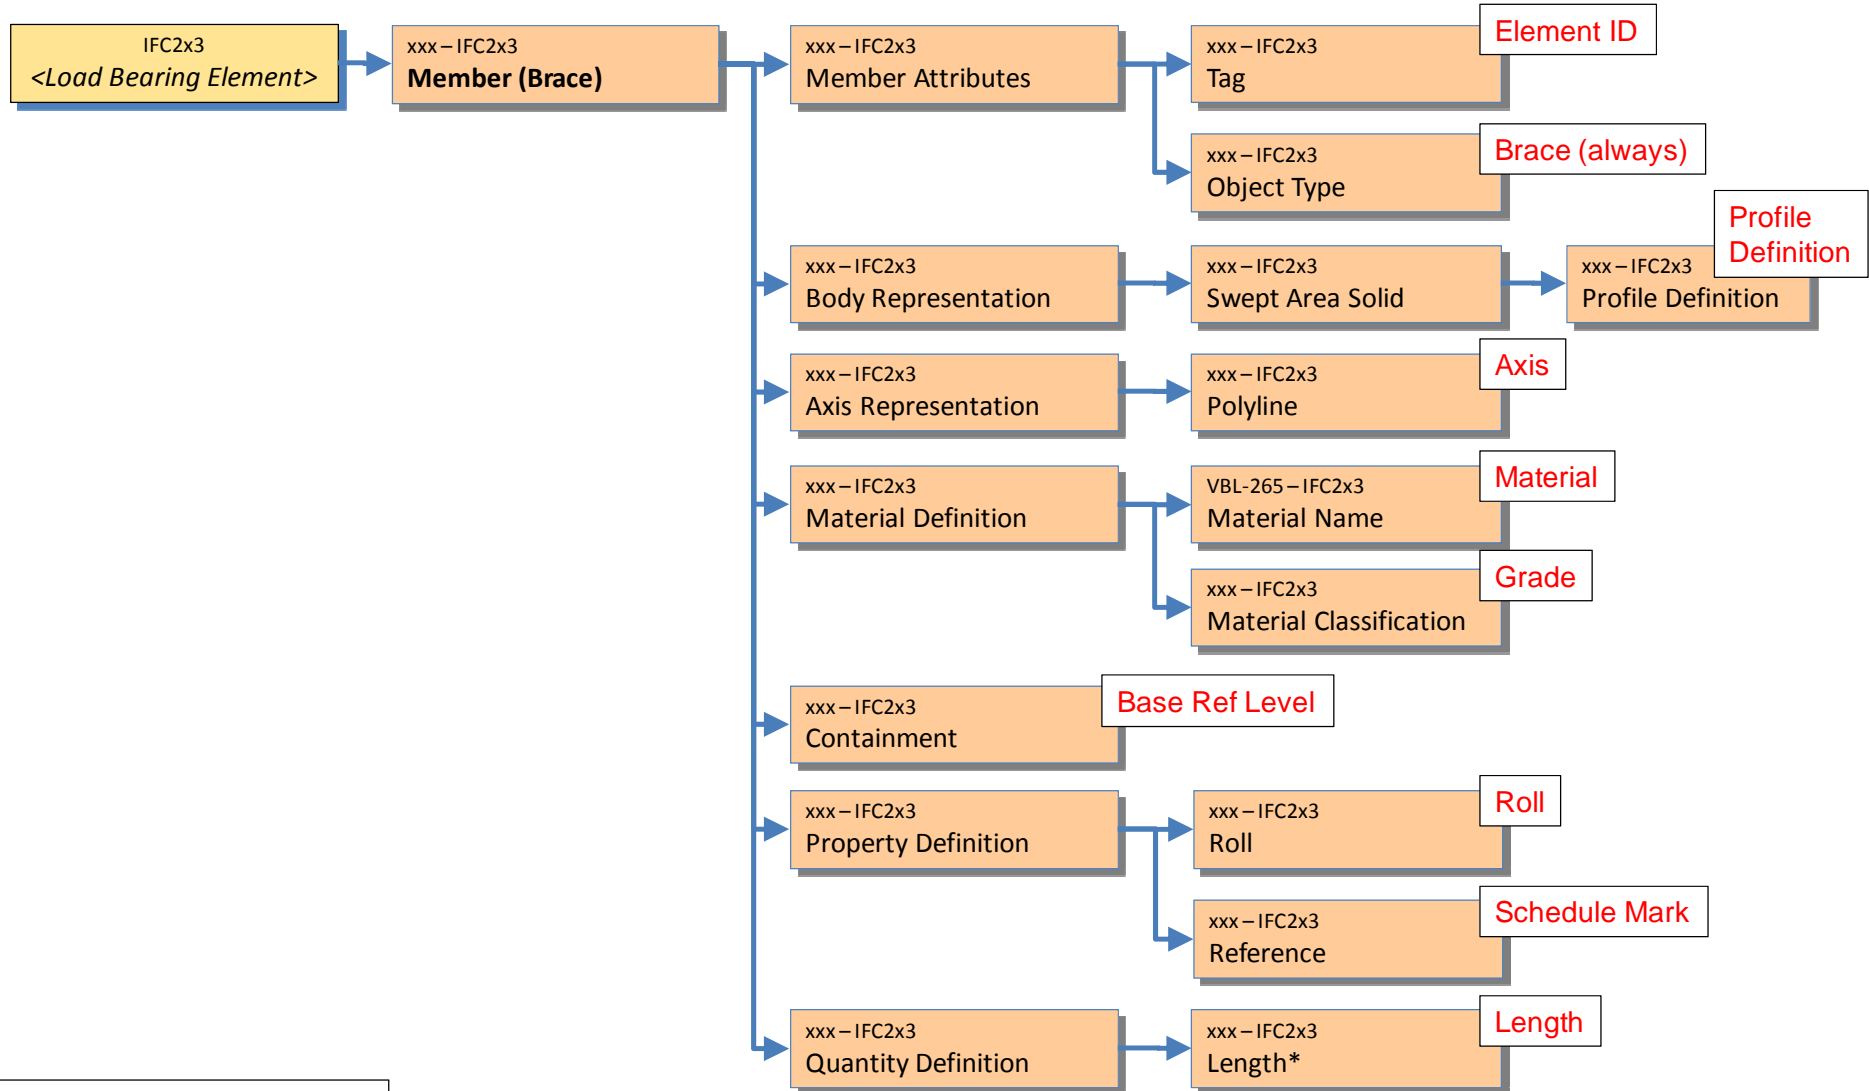 IFC2x3
<Load Bearing Element>
xxx – IFC2x3
Member (Brace)
xxx – IFC2x3
Member Attributes
xxx – IFC2x3
Tag
Element ID
xxx – IFC2x3
Object Type
Brace (always)
xxx – IFC2x3
Body Representation
xxx – IFC2x3
Swept Area Solid
xxx – IFC2x3
Profile Definition
Profile
Definition
xxx – IFC2x3
Axis Representation
xxx – IFC2x3
Polyline
Axis
xxx – IFC2x3
Material Definition
VBL-265 – IFC2x3
Material Name
Material
xxx – IFC2x3
Material Classification
Grade
xxx – IFC2x3
Containment
Base Ref Level
xxx – IFC2x3
Property Definition
xxx – IFC2x3
Roll
Roll
xxx – IFC2x3
Reference
Schedule Mark
xxx – IFC2x3
Quantity Definition
xxx – IFC2x3
Length*
Length